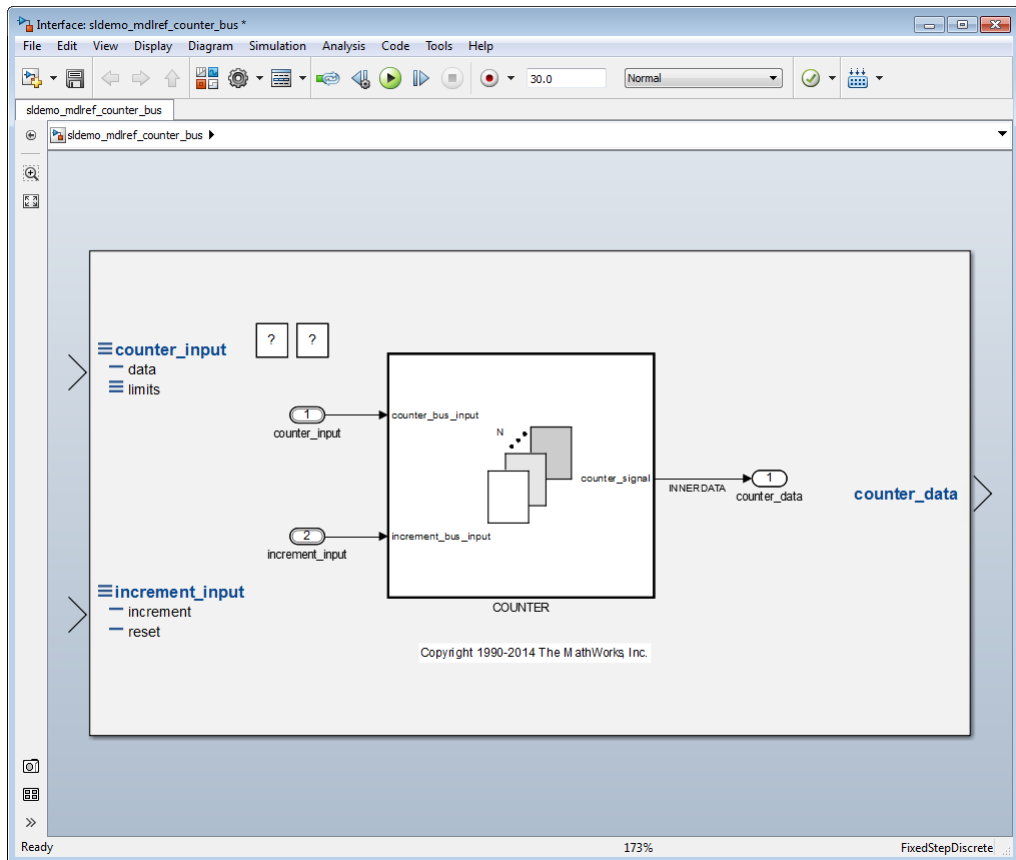 Interface: sldemo_mdlref_counter_bus *
File Edit View Display Diagram Simulation Analysis Code Tools Help
30.0 Normal
sldemo_mdlref_counter_bus
sldemo_mdlref_counter_bus
? ?
counter_input
data
limits
1
counter_input
counter_bus_input
N
counter_signal
INNERDATA
1
counter_data
counter_data
2
increment_input
increment_bus_input
increment_input
increment
reset
COUNTER
Copyright 1990-2014 The MathWorks, Inc.
Ready 173% FixedStepDiscrete